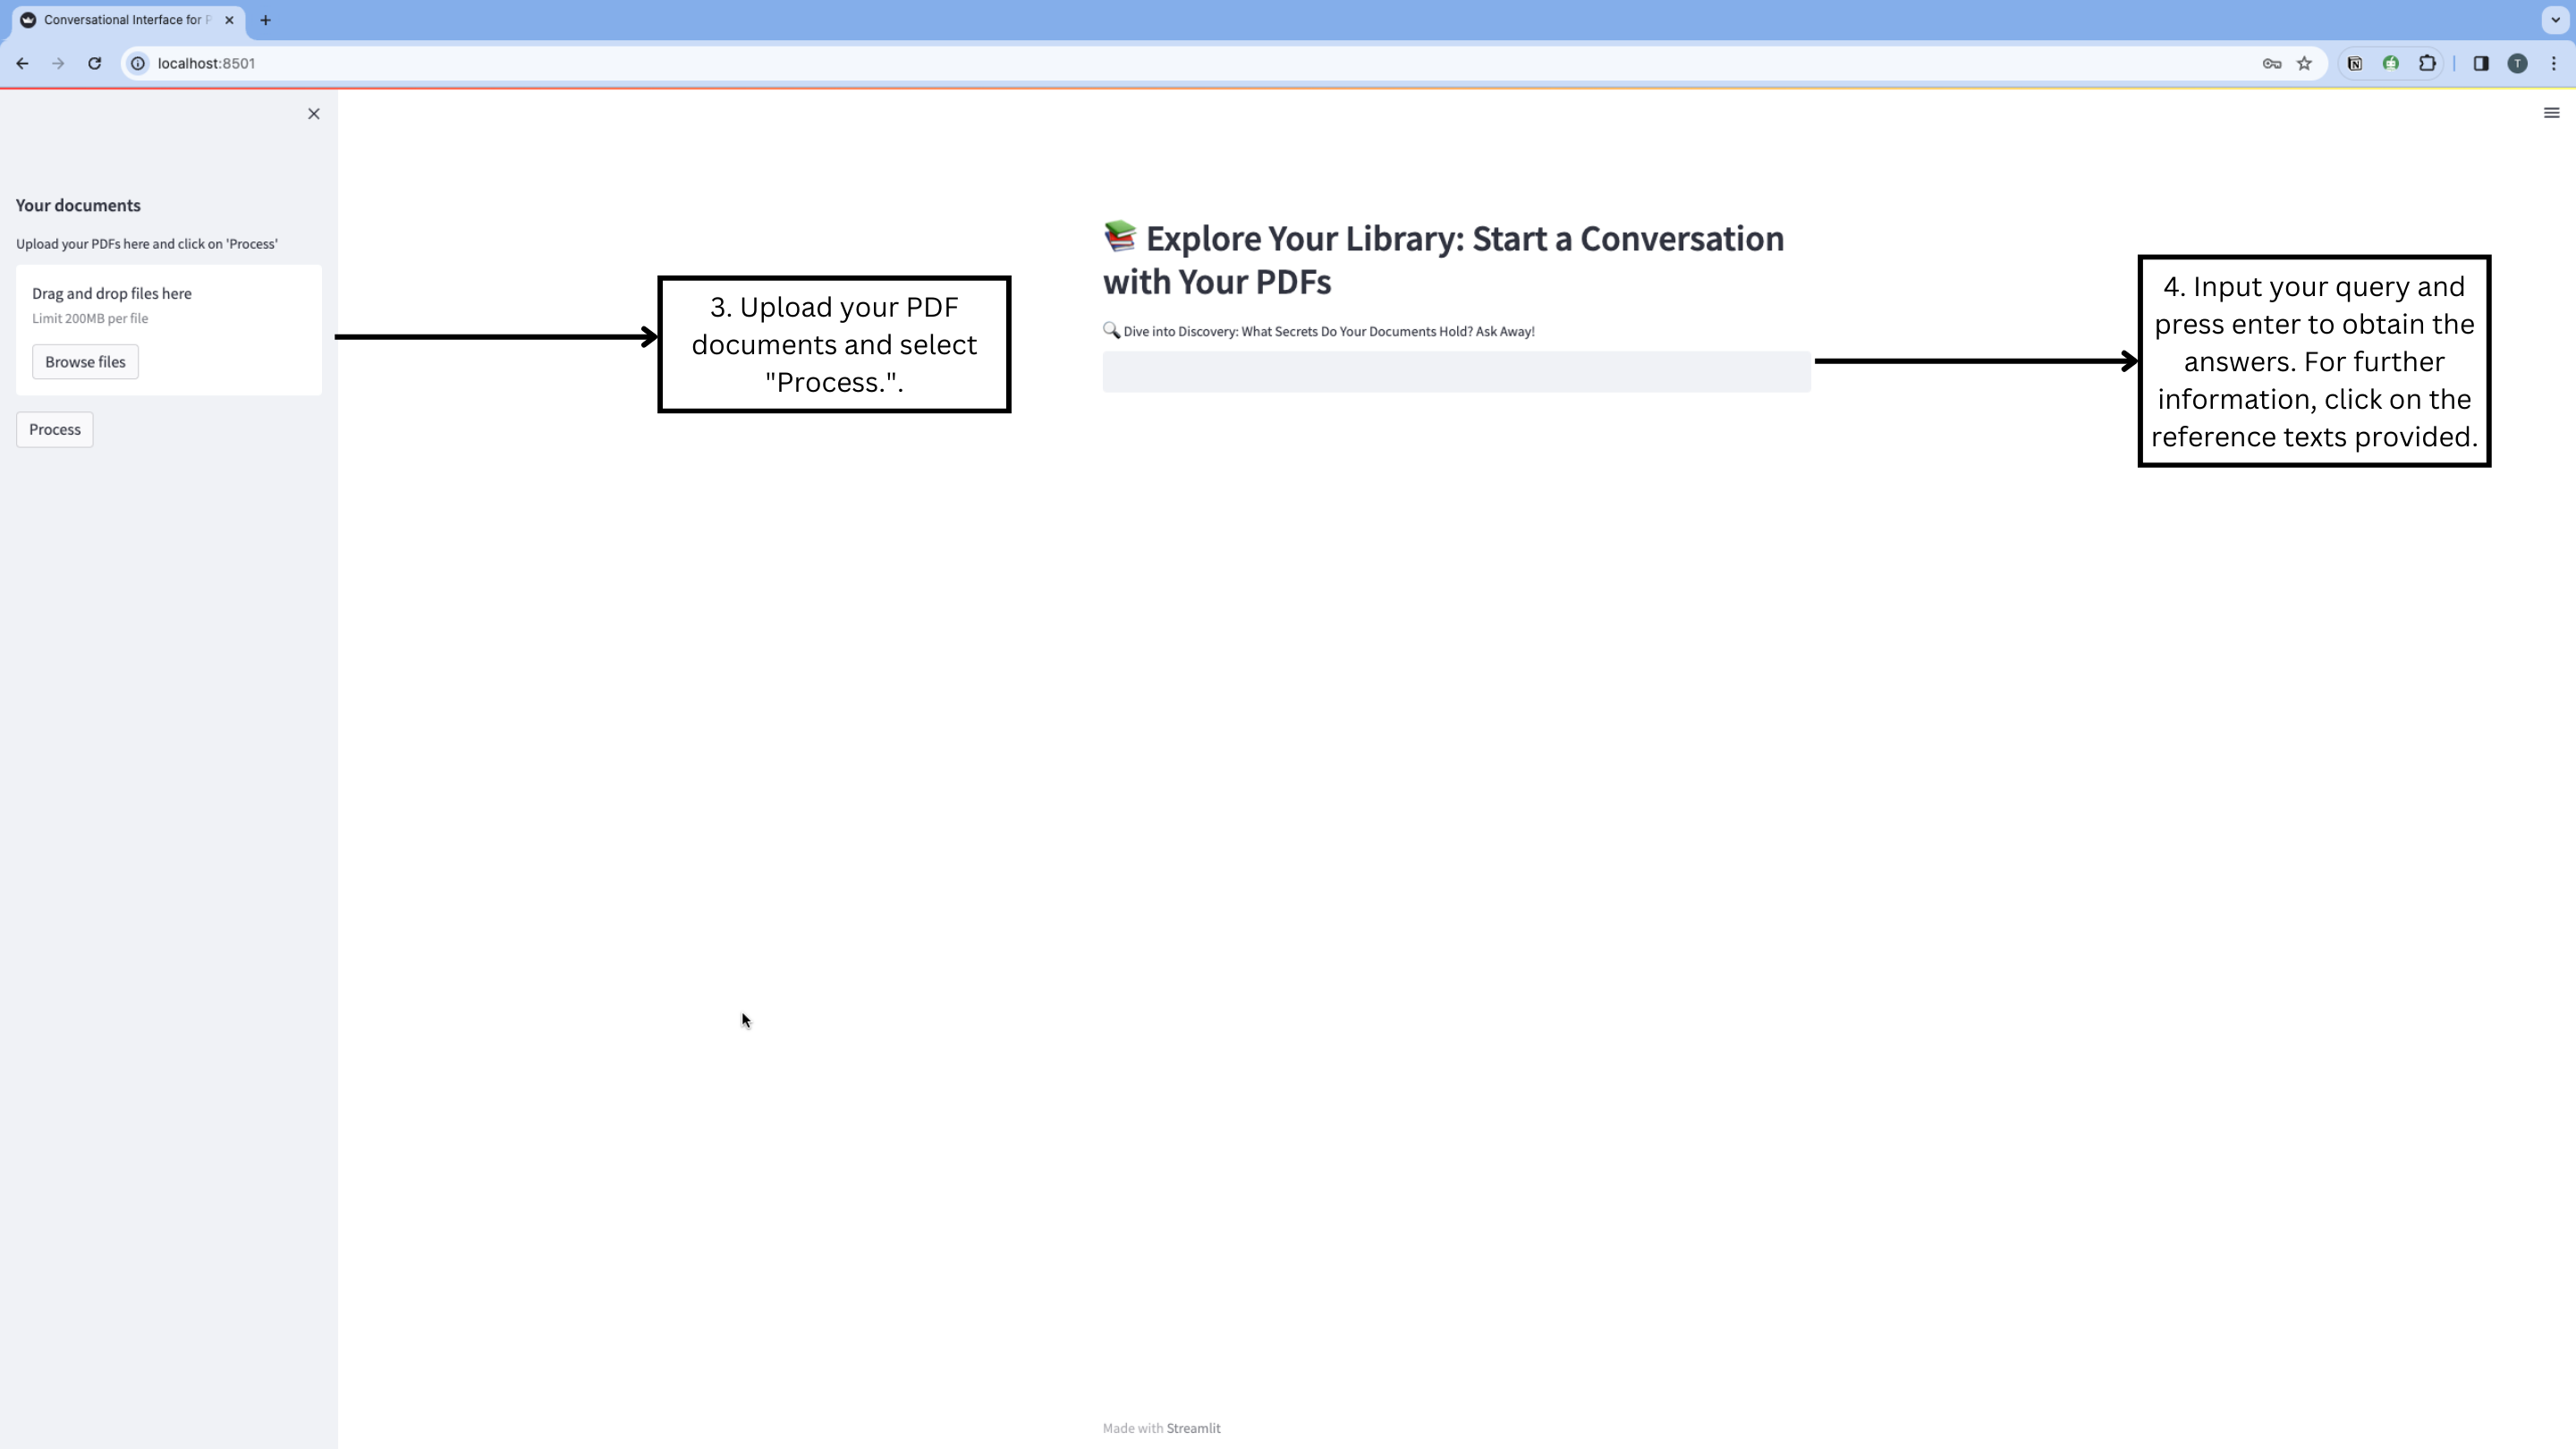 Conversational Interface for P
localhost:8501
T
Your documents
Upload your PDFs here and click on 'Process'
Drag and drop files here
Limit 200MB per file
Browse files
Process
3. Upload your PDF
documents and select
"Process.".
📚 Explore Your Library: Start a Conversation
with Your PDFs
🔍 Dive into Discovery: What Secrets Do Your Documents Hold? Ask Away!
4. Input your query and
press enter to obtain the
answers. For further
information, click on the
reference texts provided.
Made with Streamlit